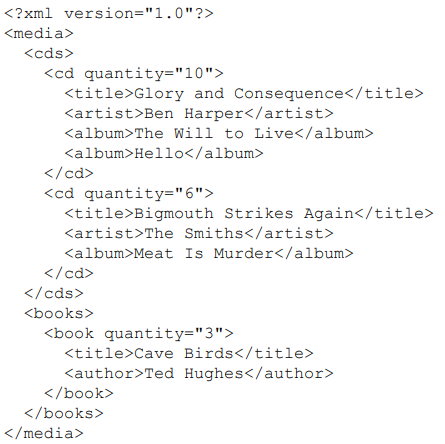 <?xml version="1.0"?>
<media>
  <cds>
    <cd quantity="10">
      <title>Glory and Consequence</title>
      <artist>Ben Harper</artist>
      <album>The Will to Live</album>
      <album>Hello</album>
    </cd>
    <cd quantity="6">
      <title>Bigmouth Strikes Again</title>
      <artist>The Smiths</artist>
      <album>Meat Is Murder</album>
    </cd>
  </cds>
  <books>
    <book quantity="3">
      <title>Cave Birds</title>
      <author>Ted Hughes</author>
    </book>
  </books>
</media>